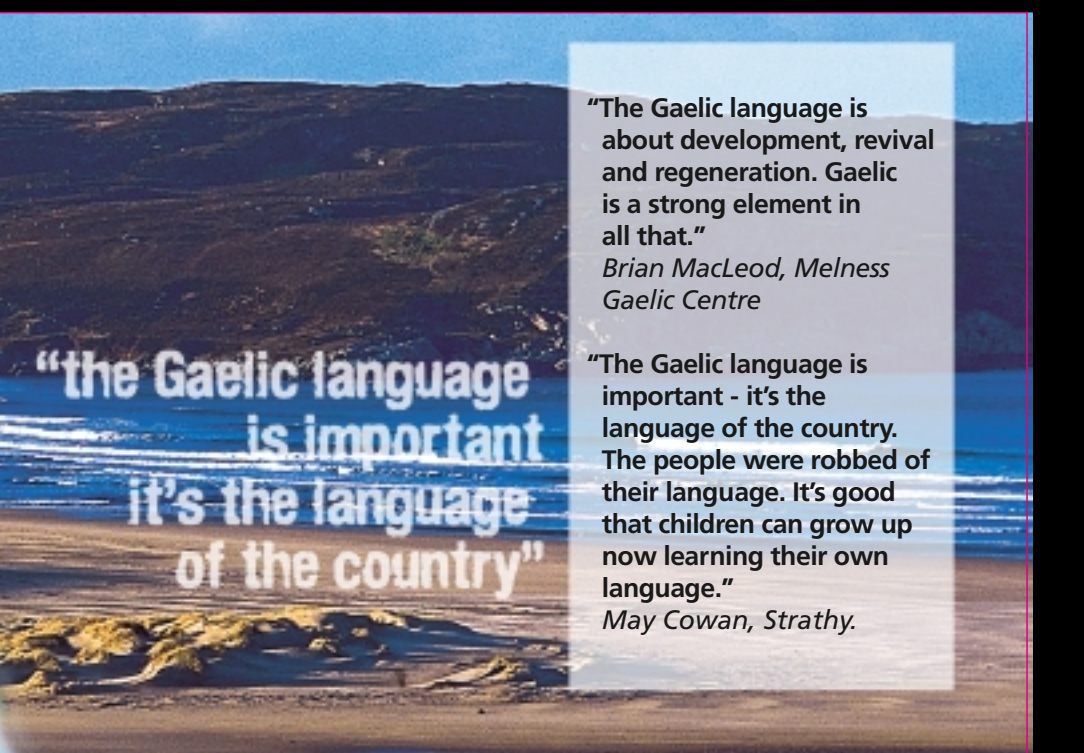 “the Gaelic language
is important
it’s the language
of the country”
“The Gaelic language is
about development, revival
and regeneration. Gaelic
is a strong element in
all that.”
Brian MacLeod, Melness
Gaelic Centre
“The Gaelic language is
important - it’s the
language of the country.
The people were robbed of
their language. It’s good
that children can grow up
now learning their own
language.”
May Cowan, Strathy.